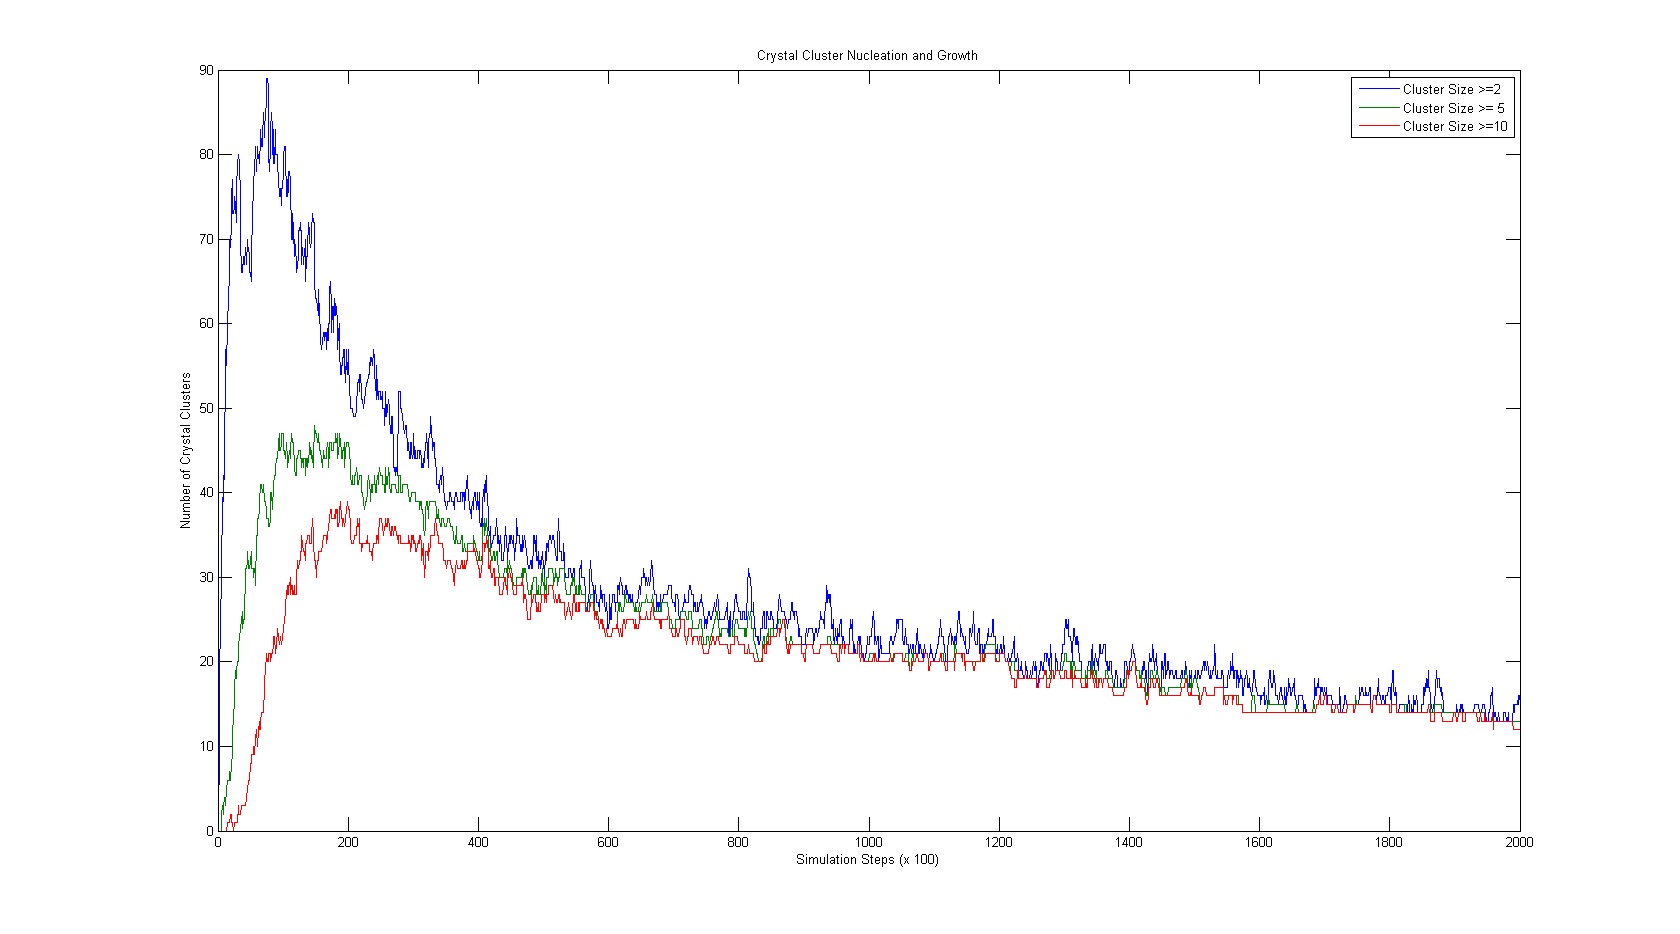 Crystal Cluster Nucleation and Growth
Cluster Size >=2
Cluster Size >= 5
Cluster Size >=10
Number of Crystal Clusters
90
80
70
60
50
40
30
20
10
0
0 200 400 600 800 1000 1200 1400 1600 1800 2000
Simulation Steps (x 100)